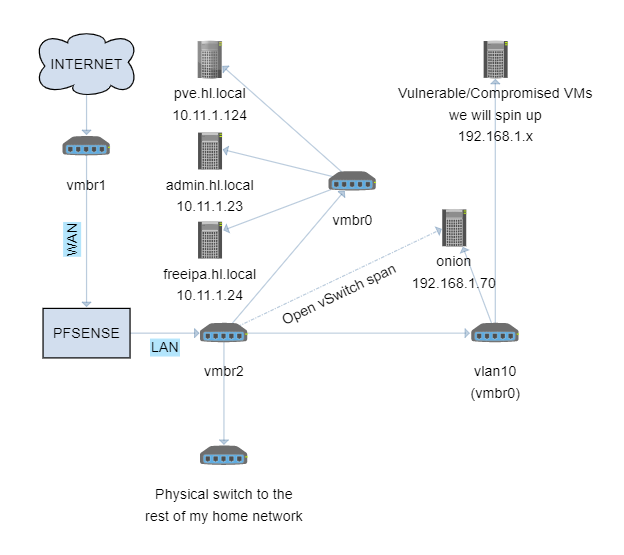 INTERNET
vmbr1
WAN
PFSENSE
LAN
pve.hl.local
10.11.1.124
admin.hl.local
10.11.1.23
freeipa.hl.local
10.11.1.24
vmbr0
vmbr2
Open vSwitch span
Vulnerable/Compromised VMs
we will spin up
192.168.1.x
onion
192.168.1.70
vlan10
(vmbr0)
Physical switch to the
rest of my home network